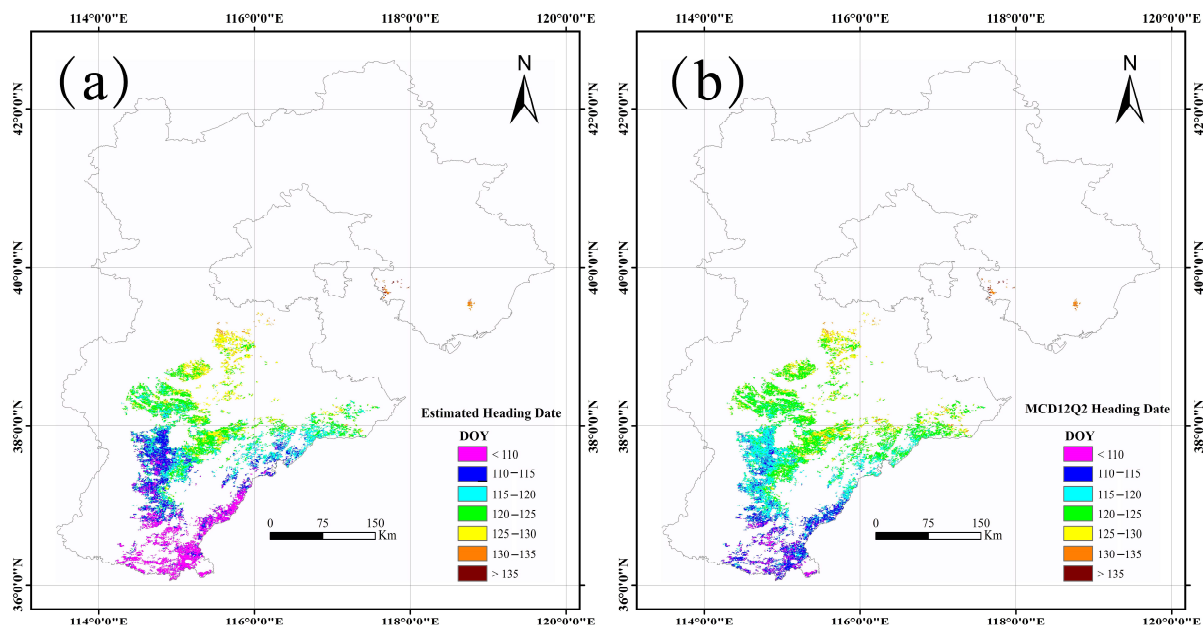 114°0'0"E 116°0'0"E 118°0'0"E 120°0'0"E
(a)
N
42°0'0"N
42°0'0"N
40°0'0"N
40°0'0"N
38°0'0"N
38°0'0"N
36°0'0"N
36°0'0"N
Estimated Heading Date
DOY
< 110
110–115
115–120
120–125
125–130
130–135
> 135
0 75 150
Km
114°0'0"E 116°0'0"E 118°0'0"E 120°0'0"E
114°0'0"E 116°0'0"E 118°0'0"E 120°0'0"E
(b)
N
42°0'0"N
42°0'0"N
40°0'0"N
40°0'0"N
38°0'0"N
38°0'0"N
36°0'0"N
36°0'0"N
MCD12Q2 Heading Date
DOY
< 110
110–115
115–120
120–125
125–130
130–135
> 135
0 75 150
Km
114°0'0"E 116°0'0"E 118°0'0"E 120°0'0"E